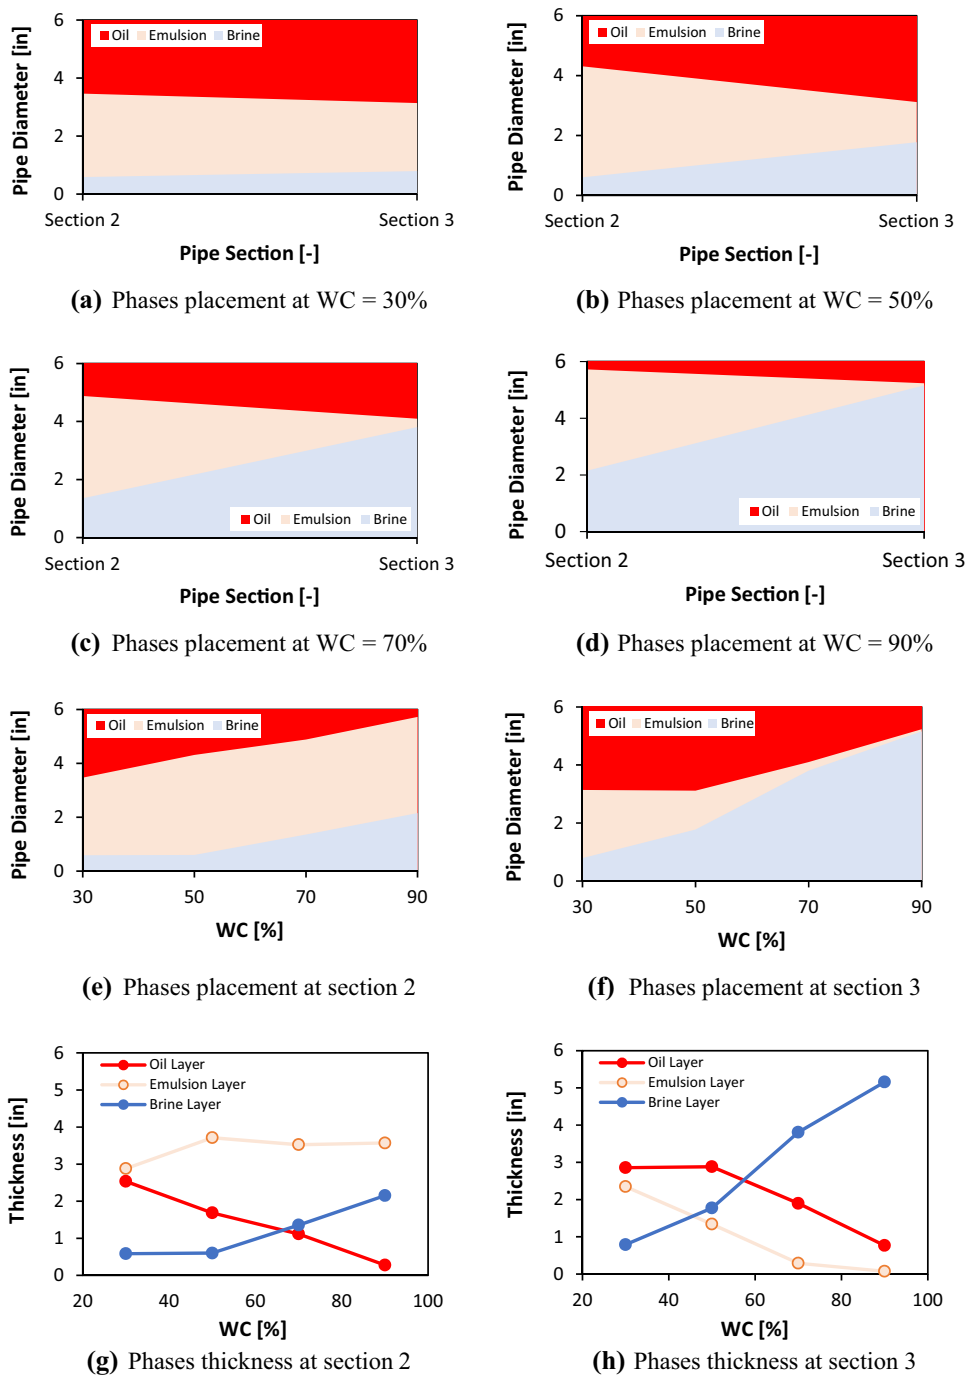 Pipe Diameter [in]
6
4
2
0
Oil Emulsion Brine
Section 2 Section 3
Pipe Section [-]
(a) Phases placement at WC = 30%
Pipe Diameter [in]
6
4
2
0
Oil Emulsion Brine
Section 2 Section 3
Pipe Section [-]
(b) Phases placement at WC = 50%
Pipe Diameter [in]
6
4
2
0
Oil Emulsion Brine
Section 2 Section 3
Pipe Section [-]
(c) Phases placement at WC = 70%
Pipe Diameter [in]
6
4
2
0
Oil Emulsion Brine
Section 2 Section 3
Pipe Section [-]
(d) Phases placement at WC = 90%
Pipe Diameter [in]
6
4
2
0
Oil Emulsion Brine
30 50 70 90
WC [%]
(e) Phases placement at section 2
Pipe Diameter [in]
6
4
2
0
Oil Emulsion Brine
30 50 70 90
WC [%]
(f) Phases placement at section 3
Thickness [in]
6
5
4
3
2
1
0
Oil Layer
Emulsion Layer
Brine Layer
20 40 60 80 100
WC [%]
(g) Phases thickness at section 2
Thickness [in]
6
5
4
3
2
1
0
Oil Layer
Emulsion Layer
Brine Layer
20 40 60 80 100
WC [%]
(h) Phases thickness at section 3